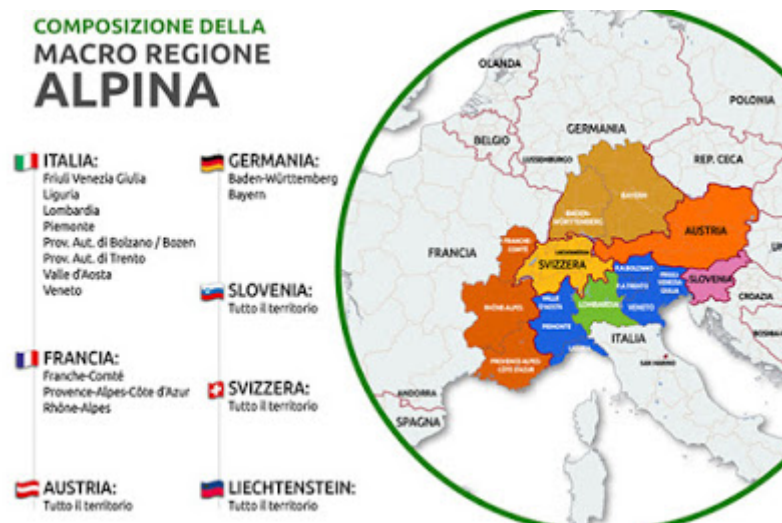 COMPOSIZIONE DELLA
MACRO REGIONE
ALPINA
ITALIA:
Friuli Venezia Giulia
Liguria
Lombardia
Piemonte
Prov. Aut. di Bolzano / Bozen
Prov. Aut. di Trento
Valle d'Aosta
Veneto
FRANCIA:
Franche-Comté
Provence-Alpes-Côte d'Azur
Rhône-Alpes
AUSTRIA:
Tutto il territorio
GERMANIA:
Baden-Württemberg
Bayern
SLOVENIA:
Tutto il territorio
SVIZZERA:
Tutto il territorio
LIECHTENSTEIN:
Tutto il territorio
OLANDA
POLONIA
BELGIO
GERMANIA
LUSSEMBURGO
REP. CECA
BAYERN
BADEN-
WÜRTTEMBERG
AUSTRIA
FRANCIA
FRANCHE-
COMTÉ
LIECHTENSTEIN
SVIZZERA
P.A.BOLZANO
P.A.TRENTO
FRIULI
VENEZIA
GIULIA
SLOVENIA
CROAZIA
RHÔNE-ALPES
VALLE
D'AOSTA
LOMBARDIA
VENETO
PIEMONTE
LIGURIA
PROVENCE-ALPES-
CÔTE D'AZUR
ITALIA
SAN MARINO
ANDORRA
SPAGNA